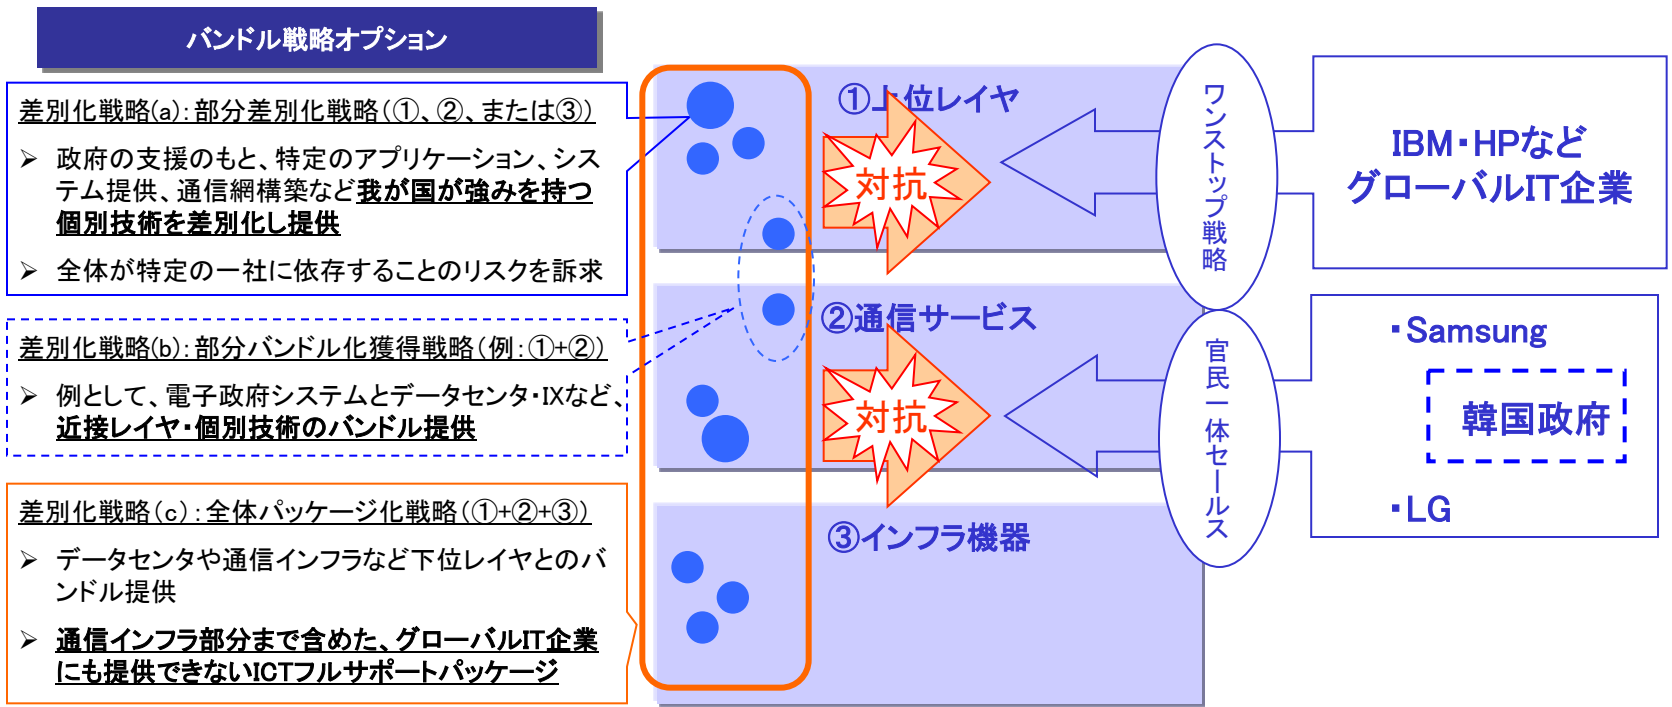 バンドル戦略オプション
差別化戦略(a)：部分差別化戦略（①、②、または③）
➢ 政府の支援のもと、特定のアプリケーション、シス
テム提供、通信網構築など我が国が強みを持つ
個別技術を差別化し提供
➢ 全体が特定の一社に依存することのリスクを訴求
差別化戦略(b)：部分バンドル化獲得戦略（例：①+②）
➢ 例として、電子政府システムとデータセンタ・IXなど、
近接レイヤ・個別技術のバンドル提供
差別化戦略（c）：全体パッケージ化戦略（①+②+③）
➢ データセンタや通信インフラなど下位レイヤとのバ
ンドル提供
➢ 通信インフラ部分まで含めた、グローバルIT企業
にも提供できないICTフルサポートパッケージ
①上位レイヤ
対抗
②通信サービス
対抗
③インフラ機器
ワンストップ戦略
官民一体セールス
IBM・HPなど
グローバルIT企業
・Samsung
韓国政府
・LG